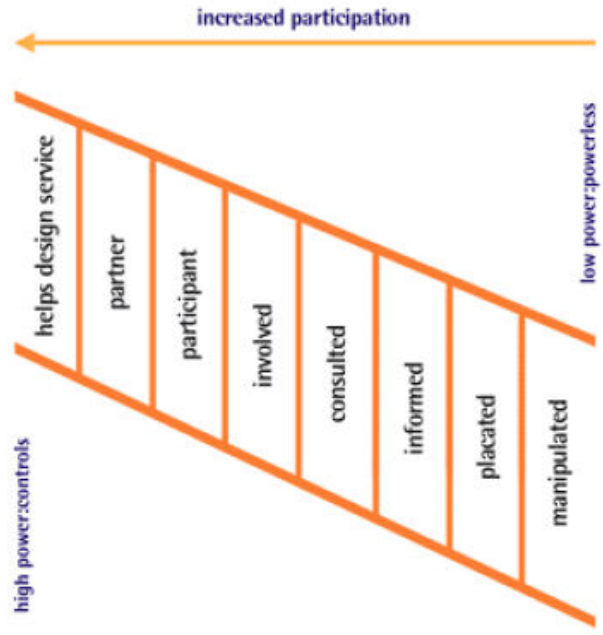 increased participation
low power:powerless
helps design service
partner
participant
involved
consulted
informed
placated
manipulated
high power:controls